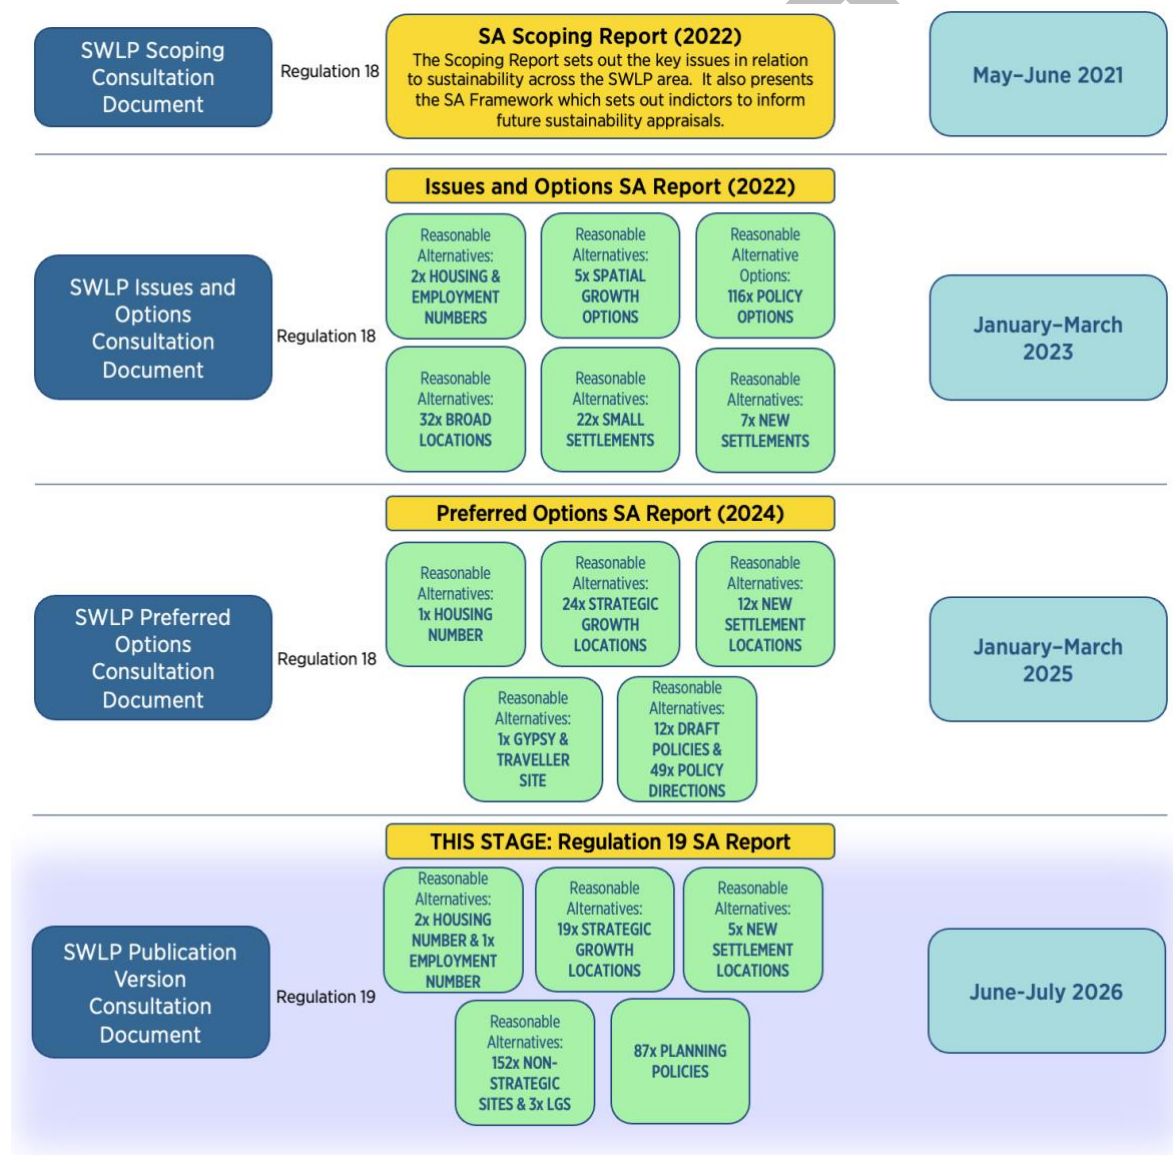 SWLP Scoping
Consultation
Document
Regulation 18
SA Scoping Report (2022)
The Scoping Report sets out the key issues in relation
to sustainability across the SWLP area. It also presents
the SA Framework which sets out indictors to inform
future sustainability appraisals.
May–June 2021
Issues and Options SA Report (2022)
SWLP Issues and
Options
Consultation
Document
Regulation 18
Reasonable
Alternatives:
2x HOUSING &
EMPLOYMENT
NUMBERS
Reasonable
Alternatives:
5x SPATIAL
GROWTH
OPTIONS
Reasonable
Alternative
Options:
116x POLICY
OPTIONS
Reasonable
Alternatives:
32x BROAD
LOCATIONS
Reasonable
Alternatives:
22x SMALL
SETTLEMENTS
Reasonable
Alternatives:
7x NEW
SETTLEMENTS
January–March
2023
Preferred Options SA Report (2024)
SWLP Preferred
Options
Consultation
Document
Regulation 18
Reasonable
Alternatives:
1x HOUSING
NUMBER
Reasonable
Alternatives:
24x STRATEGIC
GROWTH
LOCATIONS
Reasonable
Alternatives:
12x NEW
SETTLEMENT
LOCATIONS
Reasonable
Alternatives:
1x GYPSY &
TRAVELLER
SITE
Reasonable
Alternatives:
12x DRAFT
POLICIES &
49x POLICY
DIRECTIONS
January–March
2025
THIS STAGE: Regulation 19 SA Report
SWLP Publication
Version
Consultation
Document
Regulation 19
Reasonable
Alternatives:
2x HOUSING
NUMBER & 1x
EMPLOYMENT
NUMBER
Reasonable
Alternatives:
19x STRATEGIC
GROWTH
LOCATIONS
Reasonable
Alternatives:
5x NEW
SETTLEMENT
LOCATIONS
Reasonable
Alternatives:
152x NON-
STRATEGIC
SITES & 3x LGS
87x PLANNING
POLICIES
June-July 2026